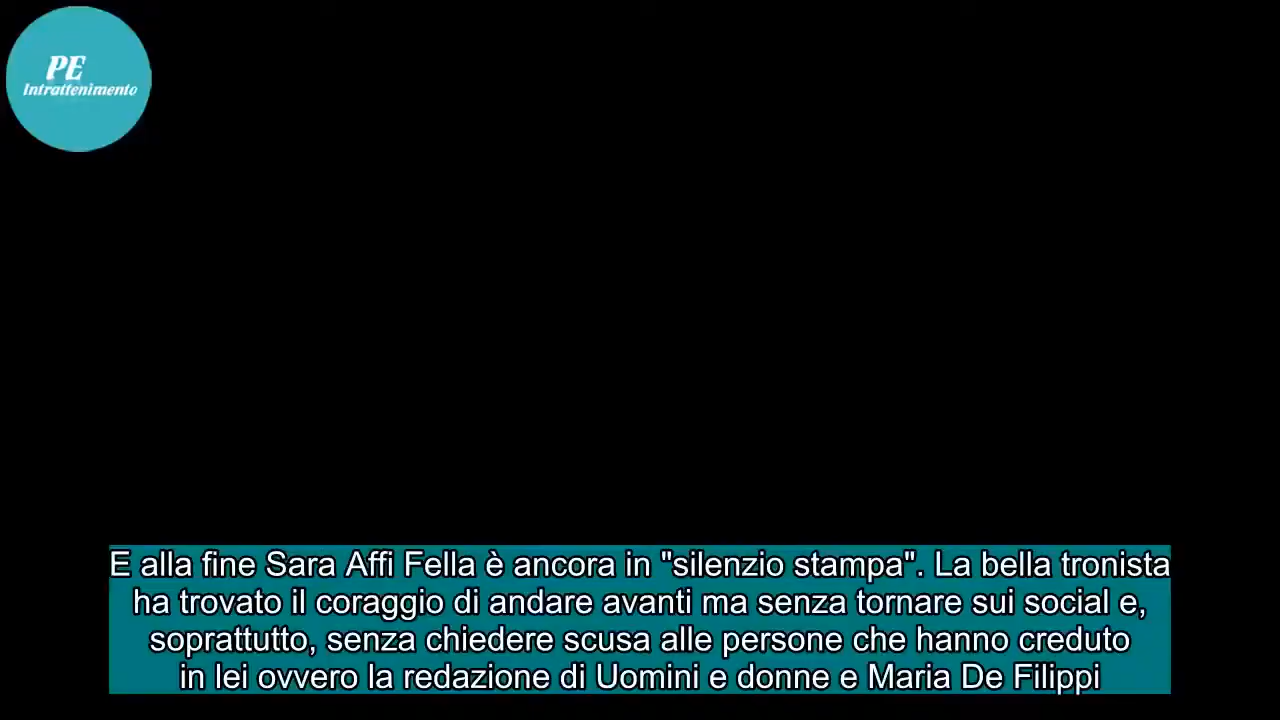 PE
Intrattenimento
E alla fine Sara Affi Fella è ancora in "silenzio stampa". La bella tronista
ha trovato il coraggio di andare avanti ma senza tornare sui social e,
soprattutto, senza chiedere scusa alle persone che hanno creduto
in lei ovvero la redazione di Uomini e donne e Maria De Filippi